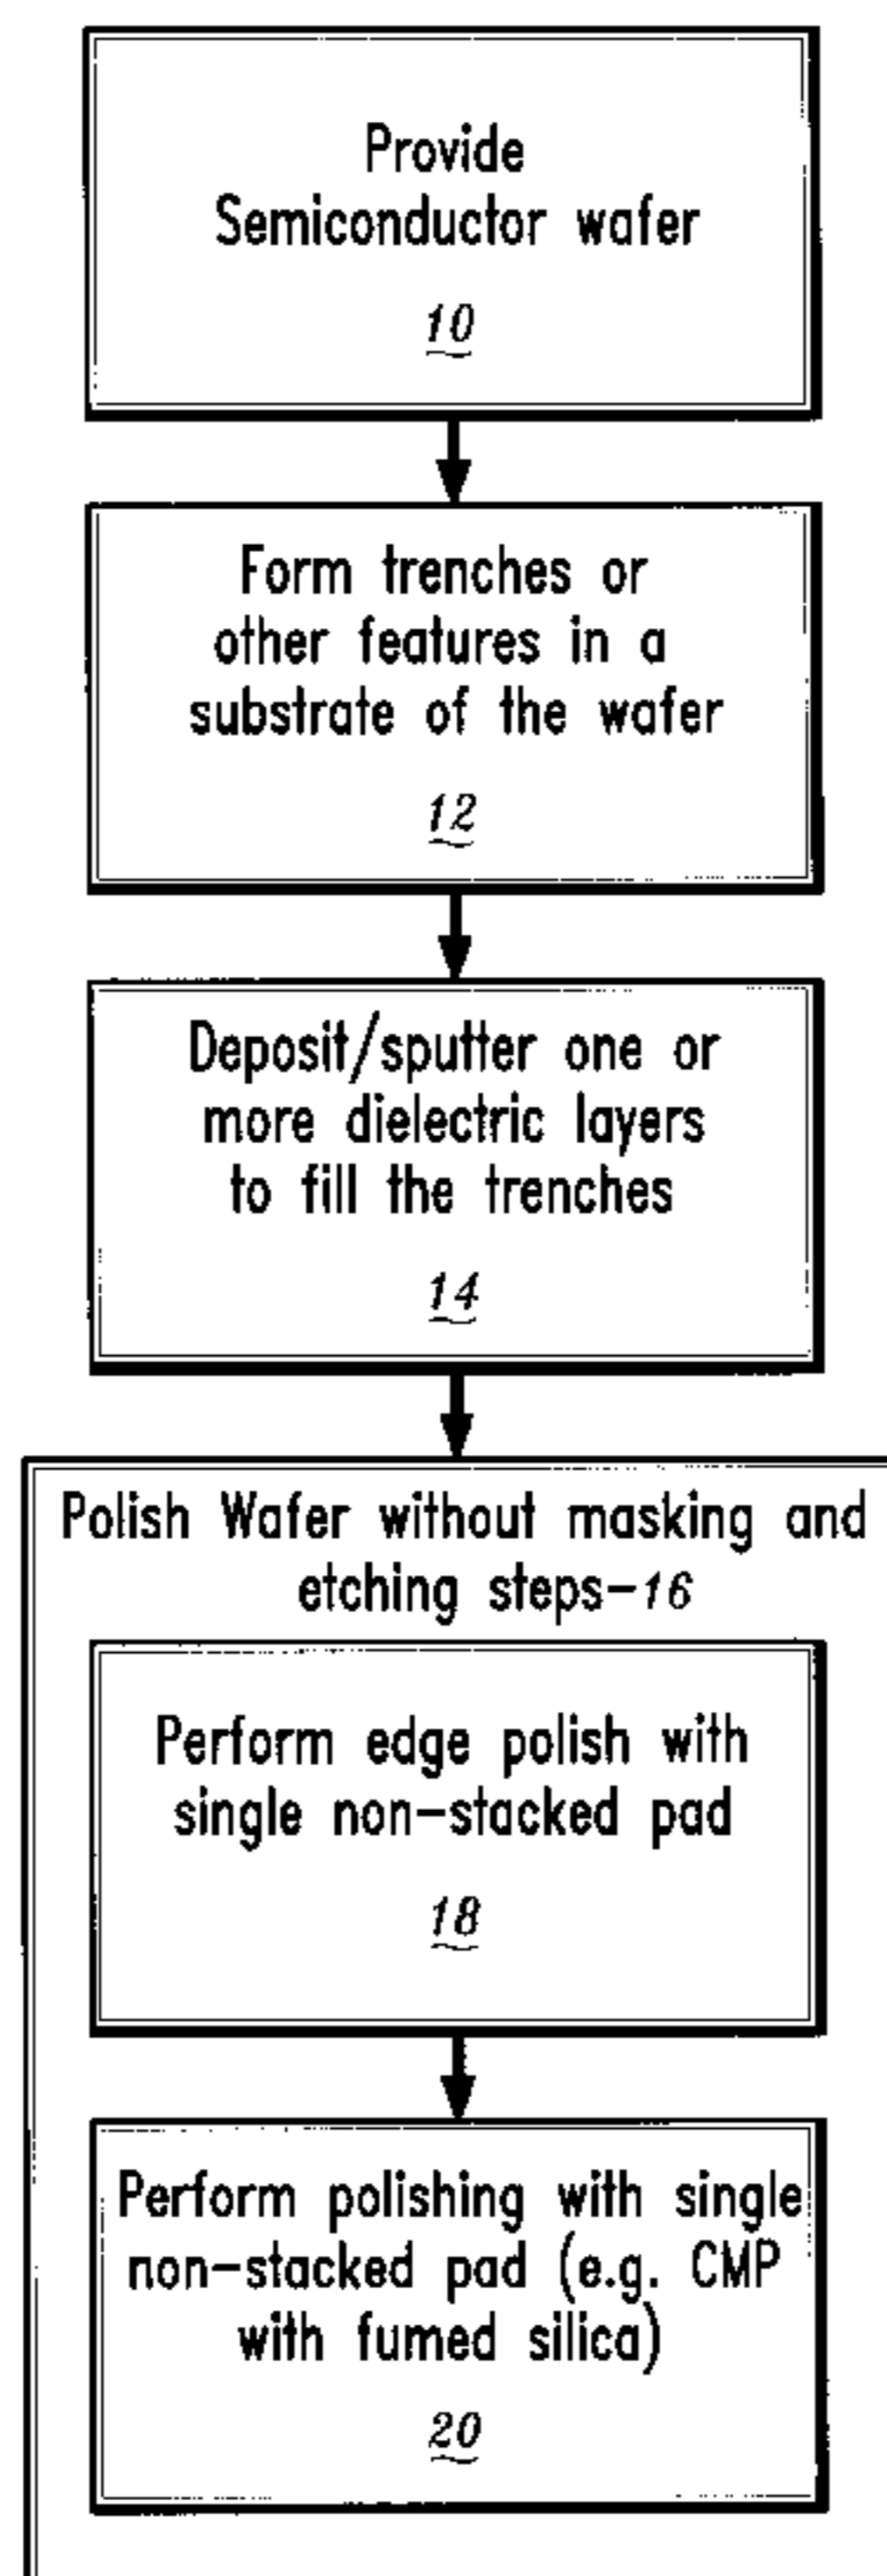 Provide
Semiconductor wafer
10
Form trenches or
other features in a
substrate of the wafer
12
Deposit/sputter one or
more dielectric layers
to fill the trenches
14
Polish Wafer without masking and
etching steps-16
Perform edge polish with
single non-stacked pad
18
Perform polishing with single
non-stacked pad (e.g. CMP
with fumed silica)
20